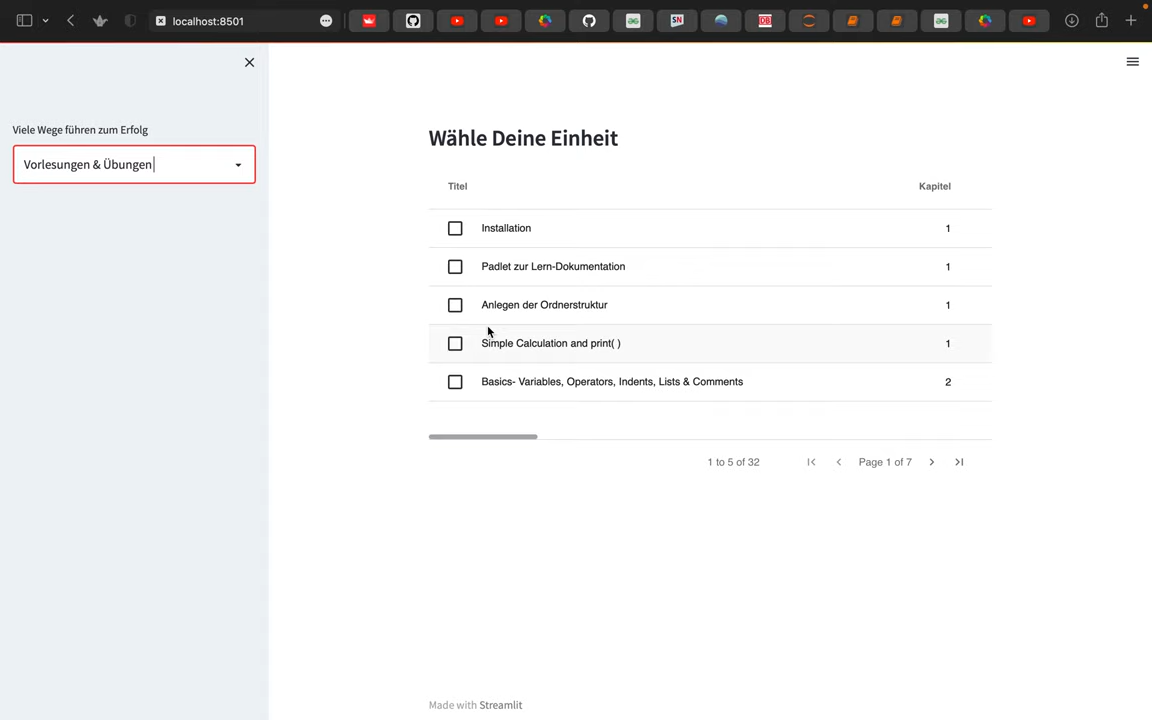 localhost:8501
SN
DB
Viele Wege führen zum Erfolg
Vorlesungen & Übungen
Wähle Deine Einheit
Titel Kapitel
Installation 1
Padlet zur Lern-Dokumentation 1
Anlegen der Ordnerstruktur 1
Simple Calculation and print( ) 1
Basics- Variables, Operators, Indents, Lists & Comments 2
1 to 5 of 32 Page 1 of 7
Made with Streamlit